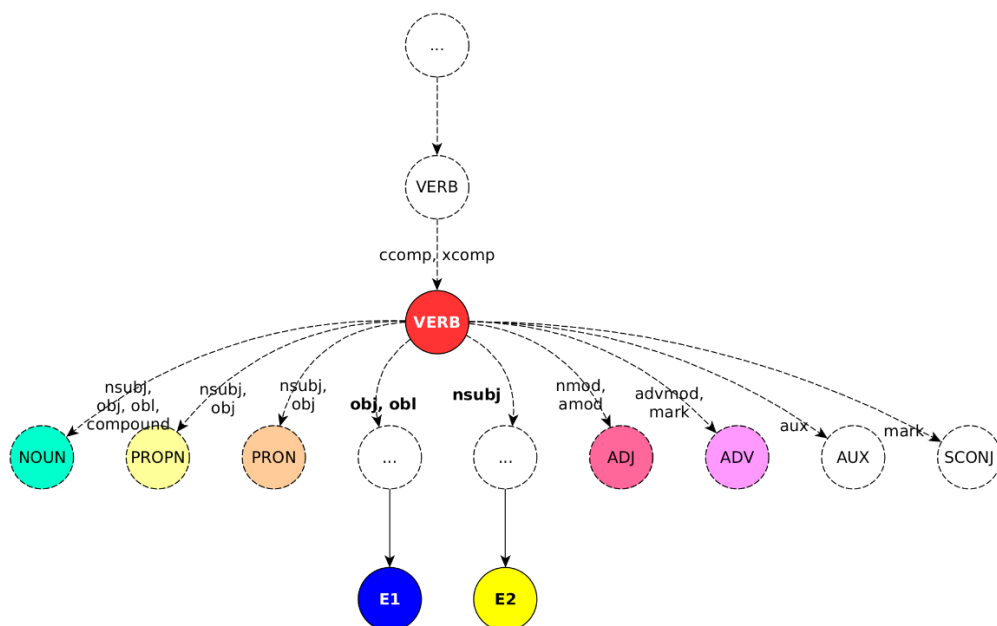 ...
VERB
ccomp, xcomp
VERB
nsubj,
obj, obl,
compound
nsubj,
obj
nsubj,
obj
obj, obl
nsubj
nmod,
amod
advmod,
mark
aux
mark
NOUN
PROPN
PRON
...
...
ADJ
ADV
AUX
SCONJ
E1
E2